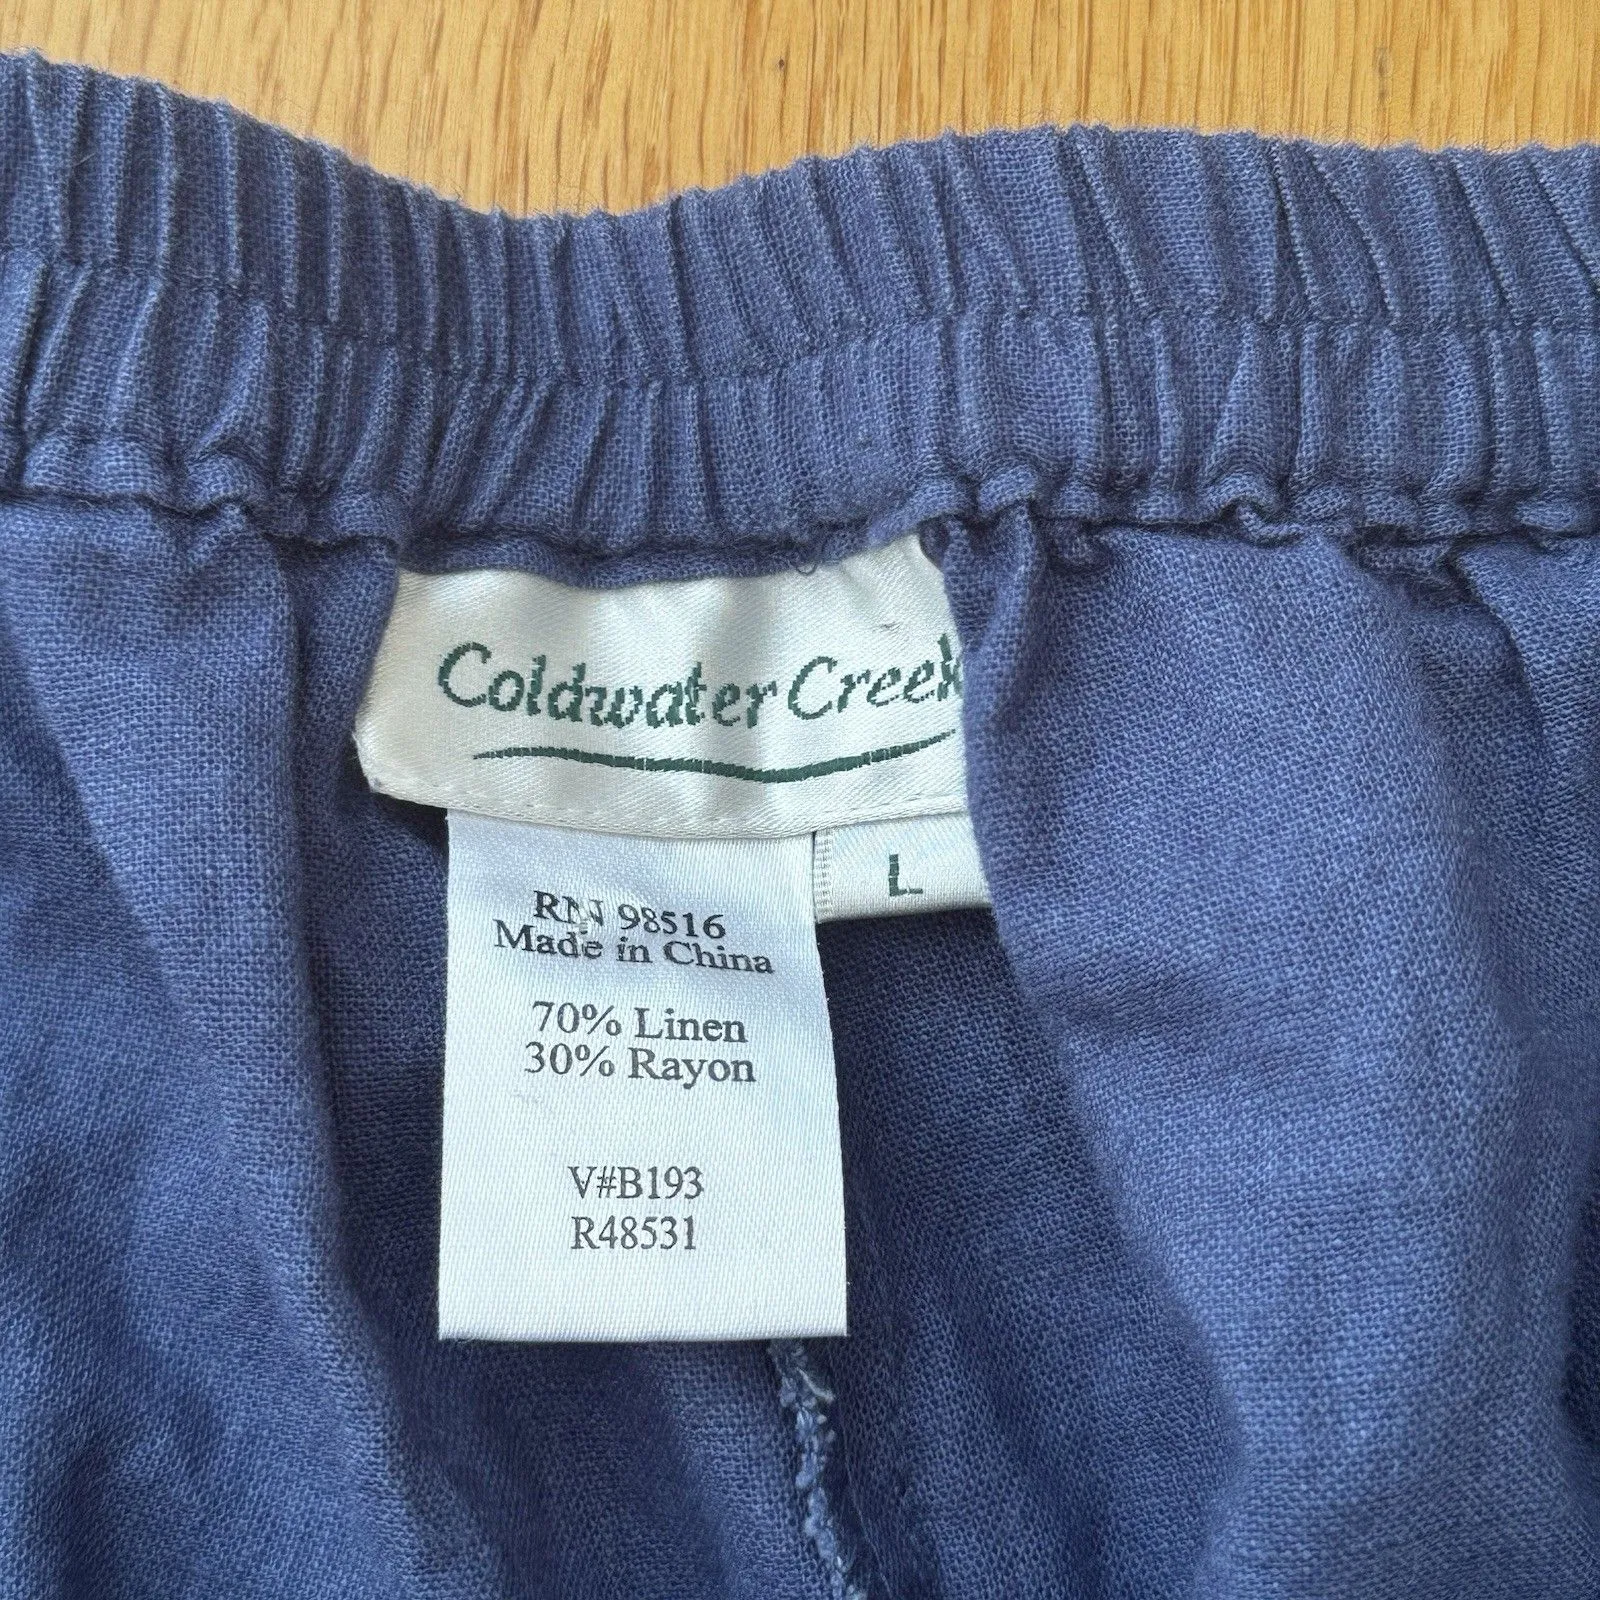 Coldwater Creek
L
RN 98516
Made in China
70% Linen
30% Rayon
V#B193
R48531